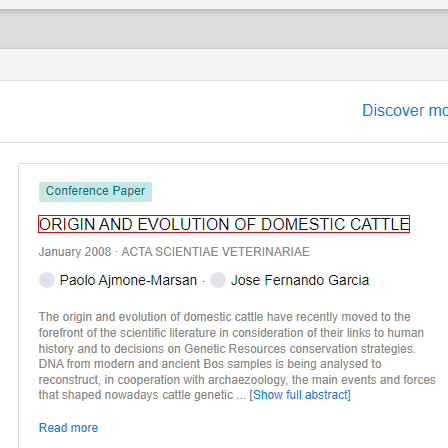 Discover mo
Conference Paper
ORIGIN AND EVOLUTION OF DOMESTIC CATTLE
January 2008 · ACTA SCIENTIAE VETERINARIAE
Paolo Ajmone-Marsan · Jose Fernando Garcia
The origin and evolution of domestic cattle have recently moved to the
forefront of the scientific literature in consideration of their links to human
history and to decisions on Genetic Resources conservation strategies.
DNA from modern and ancient Bos samples is being analysed to
reconstruct, in cooperation with archaezoology, the main events and forces
that shaped nowadays cattle genetic ... [Show full abstract]
Read more